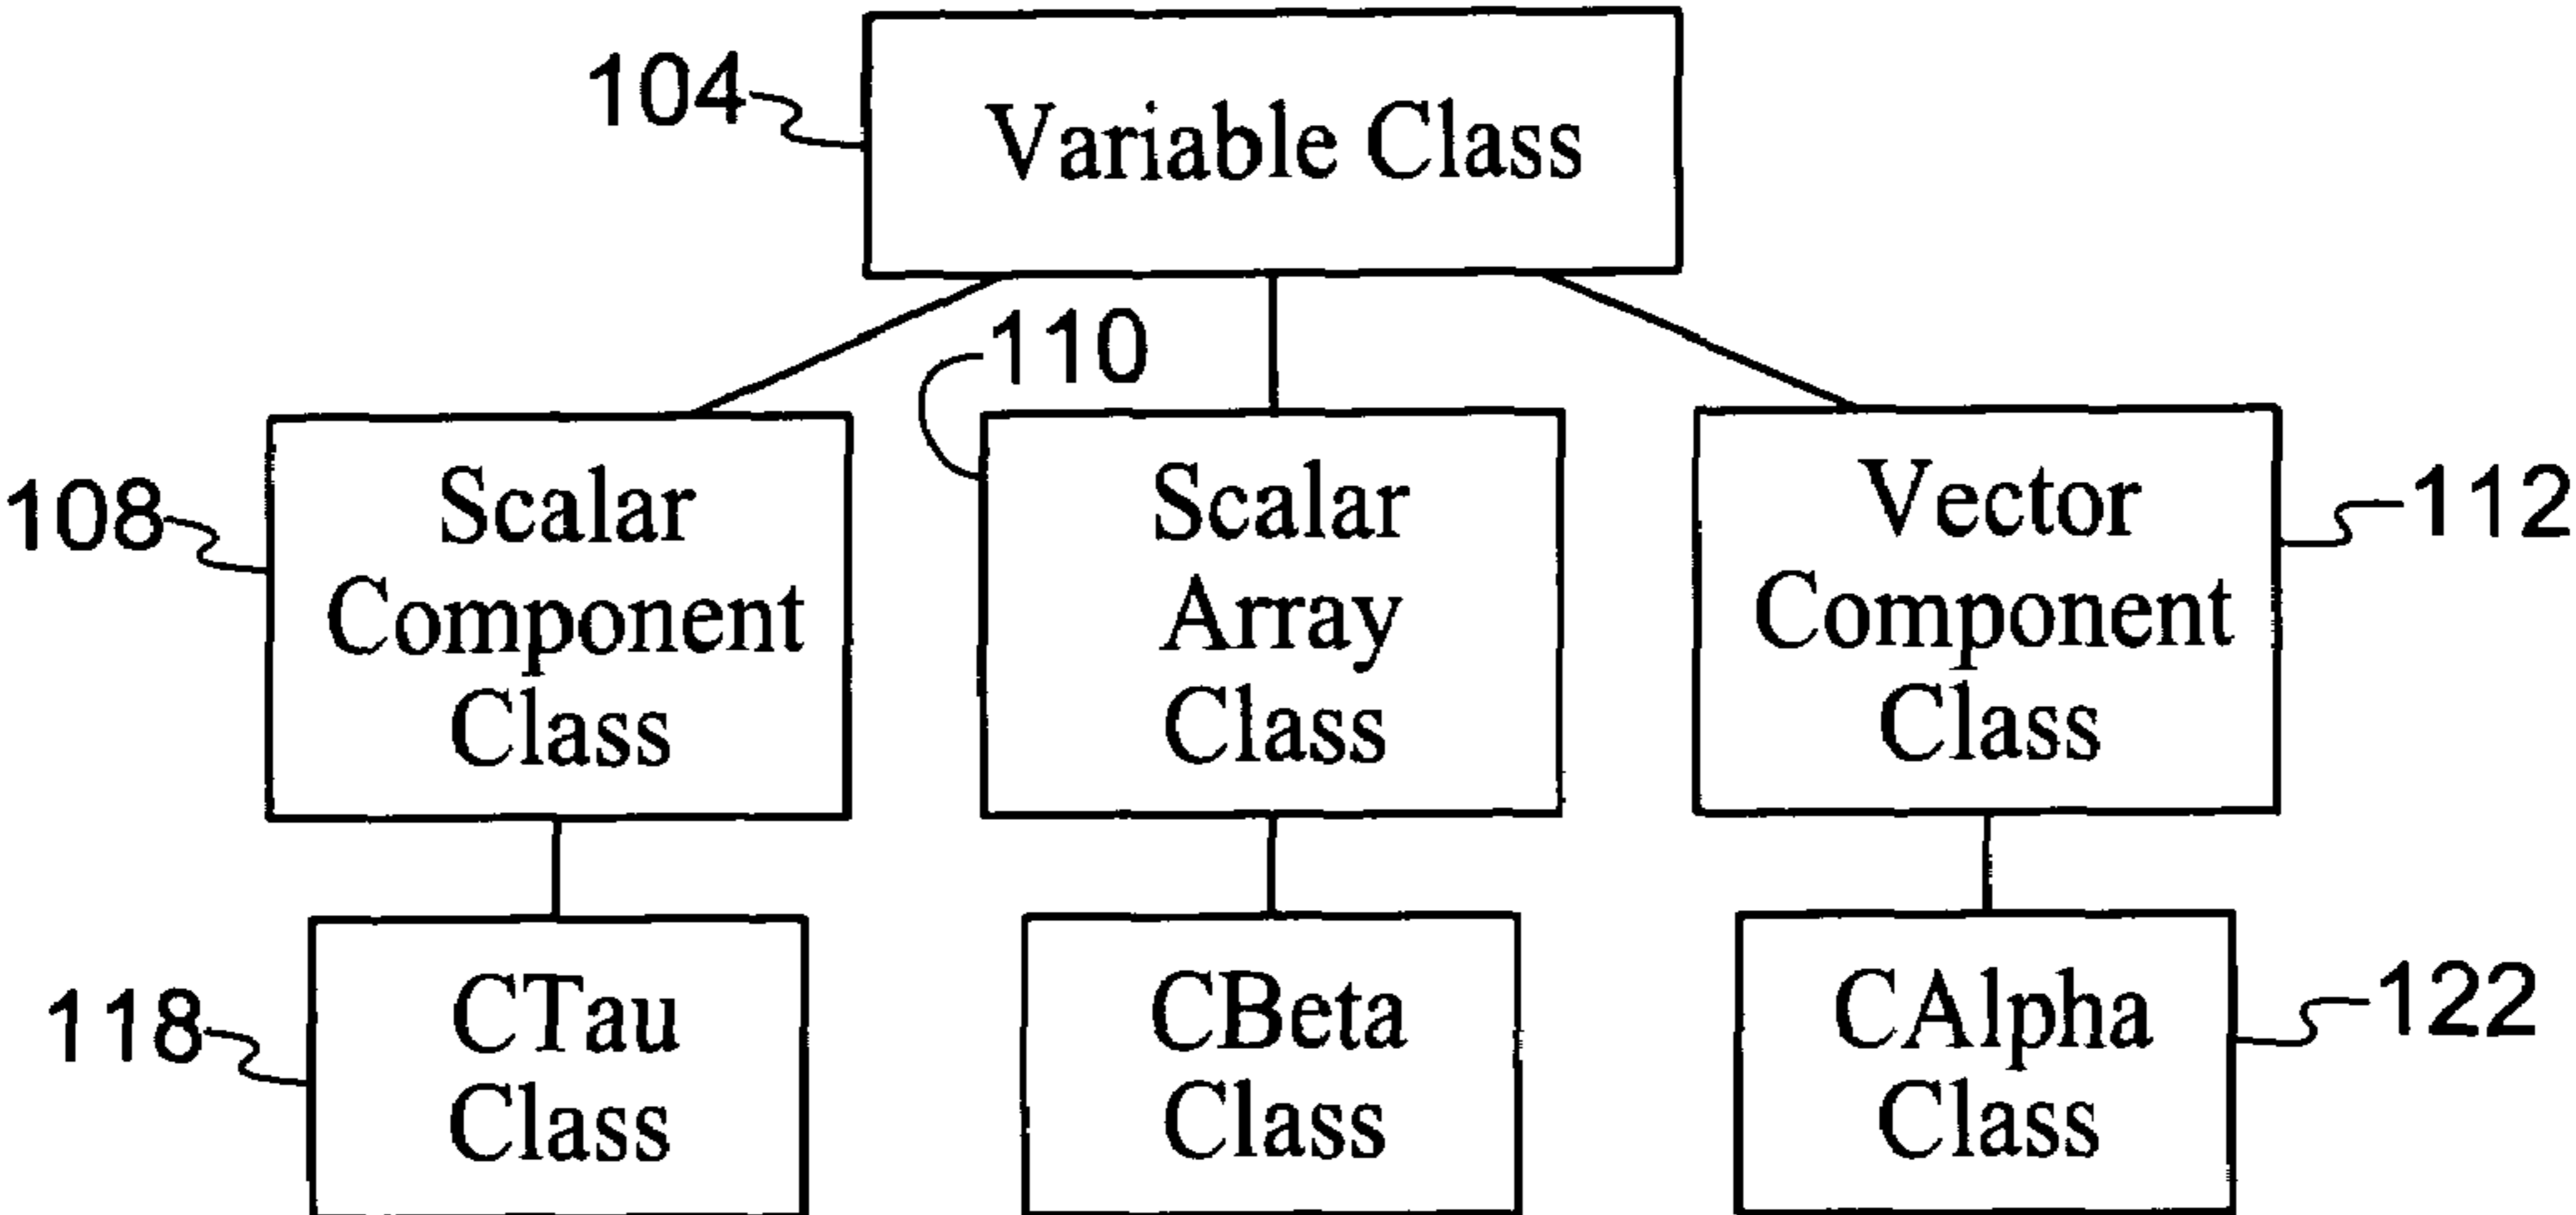 104
Variable Class
110
108
Scalar
Component
Class
Scalar
Array
Class
Vector
Component
Class
112
118
CTau
Class
CBeta
Class
CAlpha
Class
122